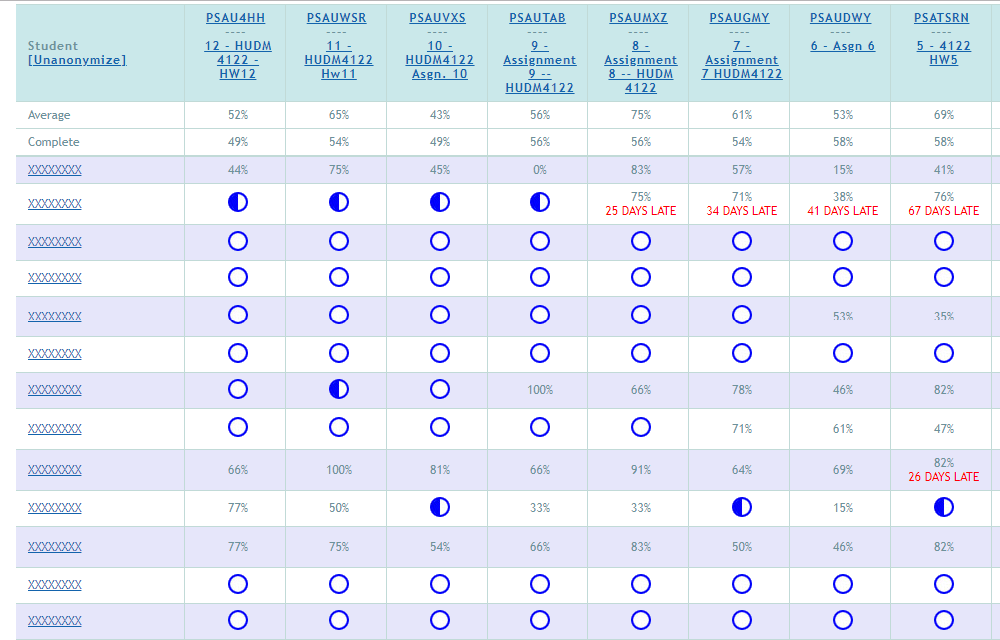 Student
[Unanonymize]
PSAU4HH
----
12 - HUDM
4122 -
HW12
PSAUWSR
----
11 -
HUDM4122
Hw11
PSAUVXS
----
10 -
HUDM4122
Asgn. 10
PSAUTAB
----
9 -
Assignment
9 --
HUDM4122
PSAUMXZ
----
8 -
Assignment
8 -- HUDM
4122
PSAUGMY
----
7 -
Assignment
7 HUDM4122
PSAUDWY
----
6 - Asgn 6
PSATSRN
----
5 - 4122
HW5
Average 52% 65% 43% 56% 75% 61% 53% 69%
Complete 49% 54% 49% 56% 56% 54% 58% 58%
XXXXXXXX 44% 75% 45% 0% 83% 57% 15% 41%
XXXXXXXX 75% 71% 38% 76%
25 DAYS LATE 34 DAYS LATE 41 DAYS LATE 67 DAYS LATE
XXXXXXXX
XXXXXXXX
XXXXXXXX 53% 35%
XXXXXXXX
XXXXXXXX 100% 66% 78% 46% 82%
XXXXXXXX 71% 61% 47%
XXXXXXXX 66% 100% 81% 66% 91% 64% 69% 82%
26 DAYS LATE
XXXXXXXX 77% 50% 33% 33% 15%
XXXXXXXX 77% 75% 54% 66% 83% 50% 46% 82%
XXXXXXXX
XXXXXXXX